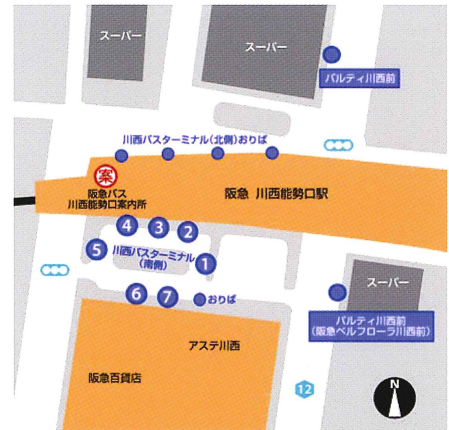 スーパー
スーパー
パルティ川西前
川西バスターミナル(北側)おりば
案
阪急バス
川西能勢口案内所
阪急 川西能勢口駅
4
3
2
5
川西バスターミナル
(南側)
1
6
7
おりば
スーパー
パルティ川西前
(阪急ベルフローラ川西前)
アステ川西
阪急百貨店
12
N